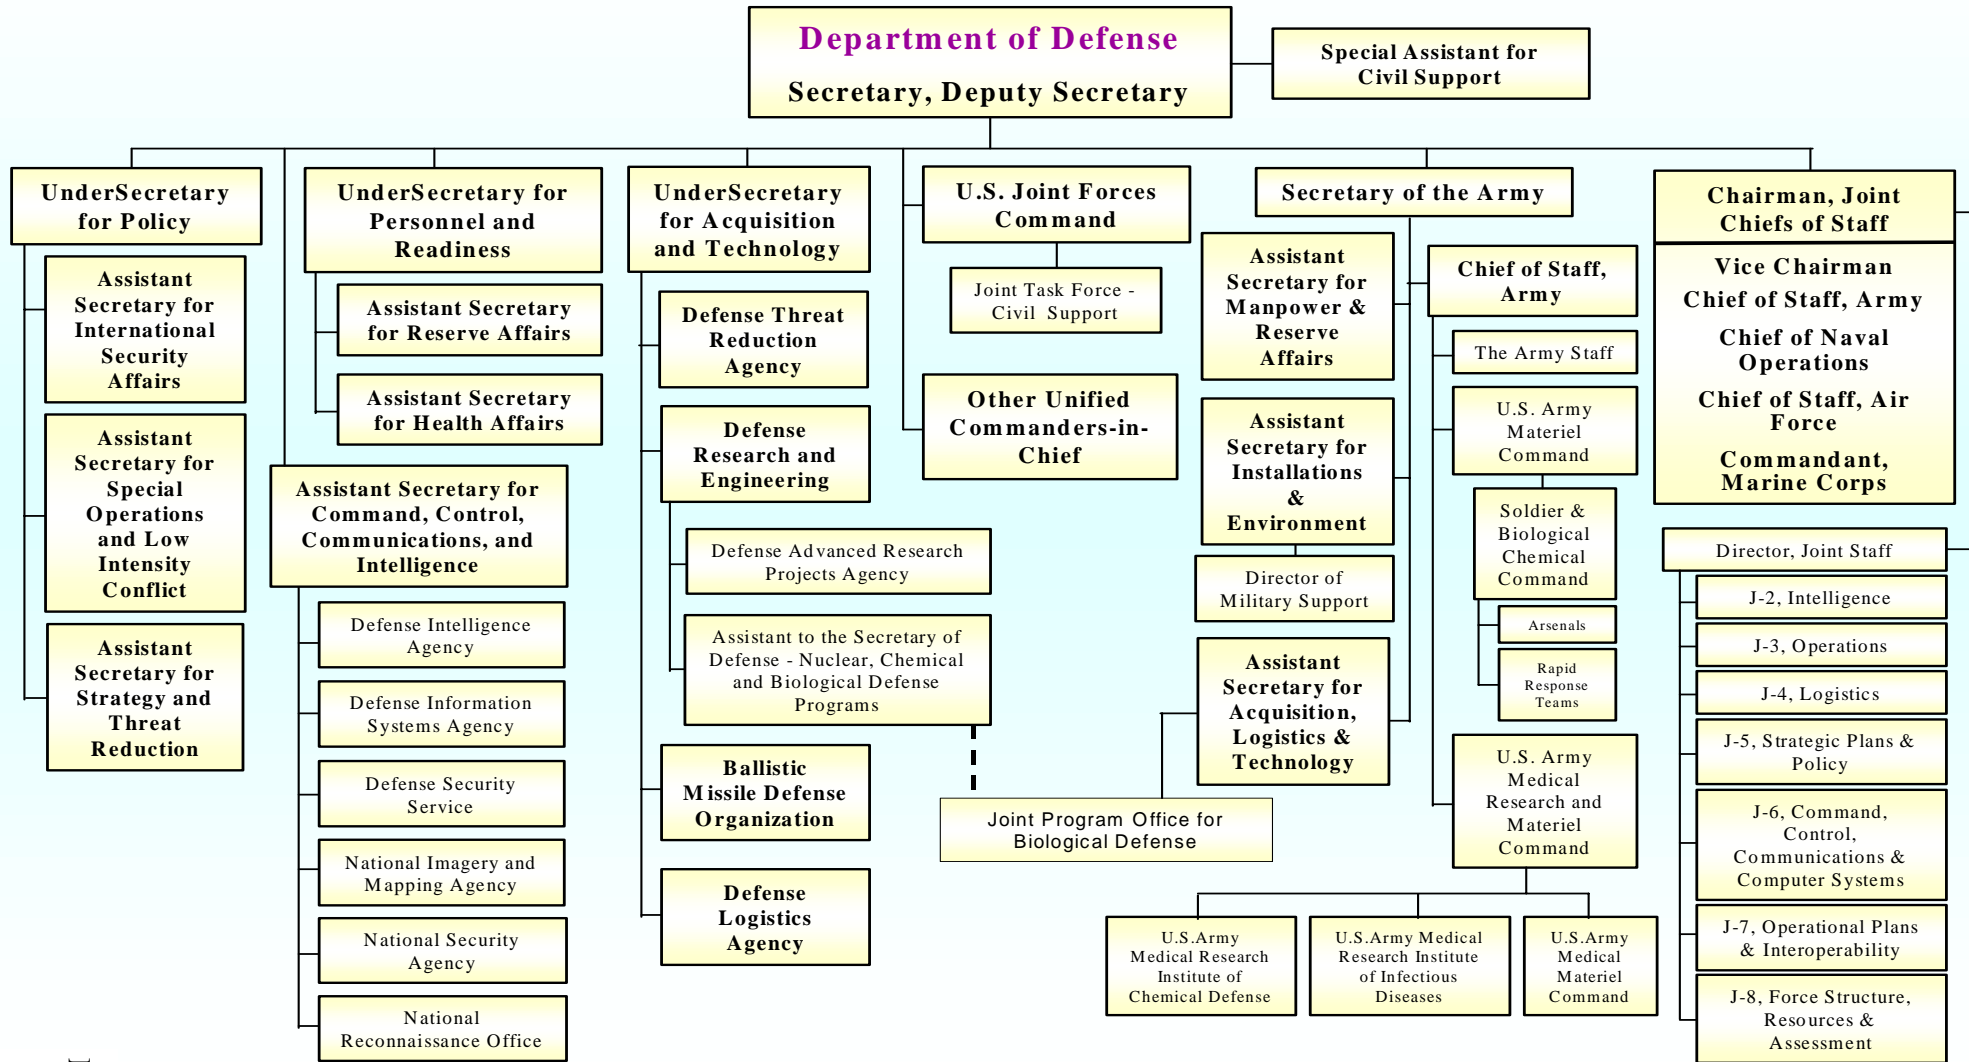 Department of Defense
Secretary, Deputy Secretary
Special Assistant for
Civil Support
UnderSecretary
for Policy
Assistant
Secretary for
International
Security
Affairs
Assistant
Secretary for
Special
Operations
and Low
Intensity
Conflict
Assistant
Secretary for
Strategy and
Threat
Reduction
UnderSecretary for
Personnel and
Readiness
Assistant Secretary
for Reserve Affairs
Assistant Secretary
for Health Affairs
Assistant Secretary for
Command, Control,
Communications, and
Intelligence
Defense Intelligence
Agency
Defense Information
Systems Agency
Defense Security
Service
National Imagery and
Mapping Agency
National Security
Agency
National
Reconnaissance Office
UnderSecretary
for Acquisition
and Technology
Defense Threat
Reduction
Agency
Defense
Research and
Engineering
Defense Advanced Research
Projects Agency
Assistant to the Secretary of
Defense - Nuclear, Chemical
and Biological Defense
Programs
Ballistic
Missile Defense
Organization
Defense
Logistics
Agency
U.S. Joint Forces
Command
Joint Task Force -
Civil Support
Other Unified
Commanders-in-
Chief
Secretary of the Army
Assistant
Secretary for
Manpower &
Reserve
Affairs
Assistant
Secretary for
Installations
&
Environment
Director of
Military Support
Assistant
Secretary for
Acquisition,
Logistics &
Technology
Joint Program Office for
Biological Defense
Chief of Staff,
Army
The Army Staff
U.S. Army
Materiel
Command
Soldier &
Biological
Chemical
Command
Arsenals
Rapid
Response
Teams
U.S. Army
Medical
Research and
Materiel
Command
U.S.Army
Medical Research
Institute of
Chemical Defense
U.S.Army Medical
Research Institute
of Infectious
Diseases
U.S.Army
Medical
Materiel
Command
Chairman, Joint
Chiefs of Staff
Vice Chairman
Chief of Staff, Army
Chief of Naval
Operations
Chief of Staff, Air
Force
Commandant,
Marine Corps
Director, Joint Staff
J-2, Intelligence
J-3, Operations
J-4, Logistics
J-5, Strategic Plans &
Policy
J-6, Command,
Control,
Communications &
Computer Systems
J-7, Operational Plans
& Interoperability
J-8, Force Structure,
Resources &
Assessment